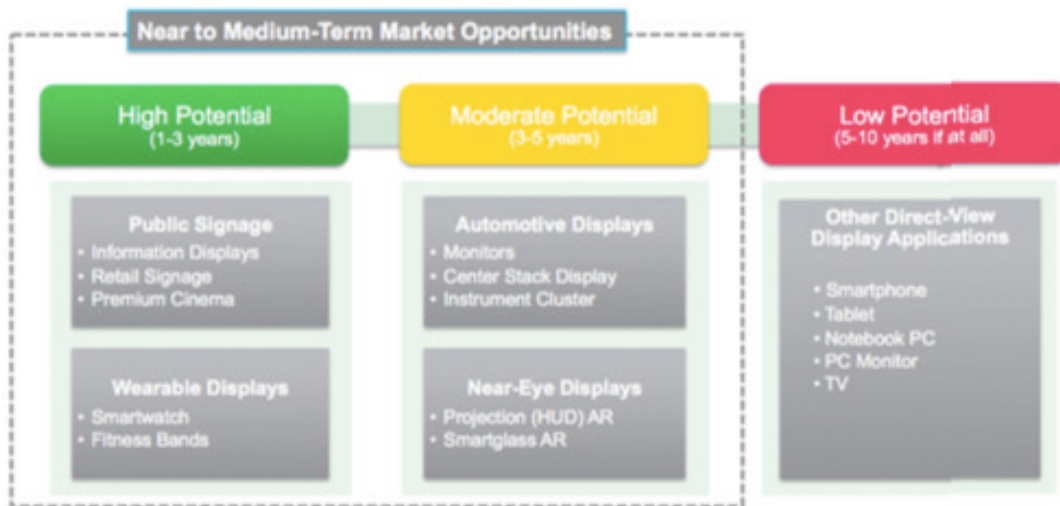 Near to Medium-Term Market Opportunities
High Potential
(1-3 years)
Moderate Potential
(3-5 years)
Low Potential
(5-10 years if at all)
Public Signage
• Information Displays
• Retail Signage
• Premium Cinema
Wearable Displays
• Smartwatch
• Fitness Bands
Automotive Displays
• Monitors
• Center Stack Display
• Instrument Cluster
Near-Eye Displays
• Projection (HUD) AR
• Smartglass AR
Other Direct-View
Display Applications
• Smartphone
• Tablet
• Notebook PC
• PC Monitor
• TV